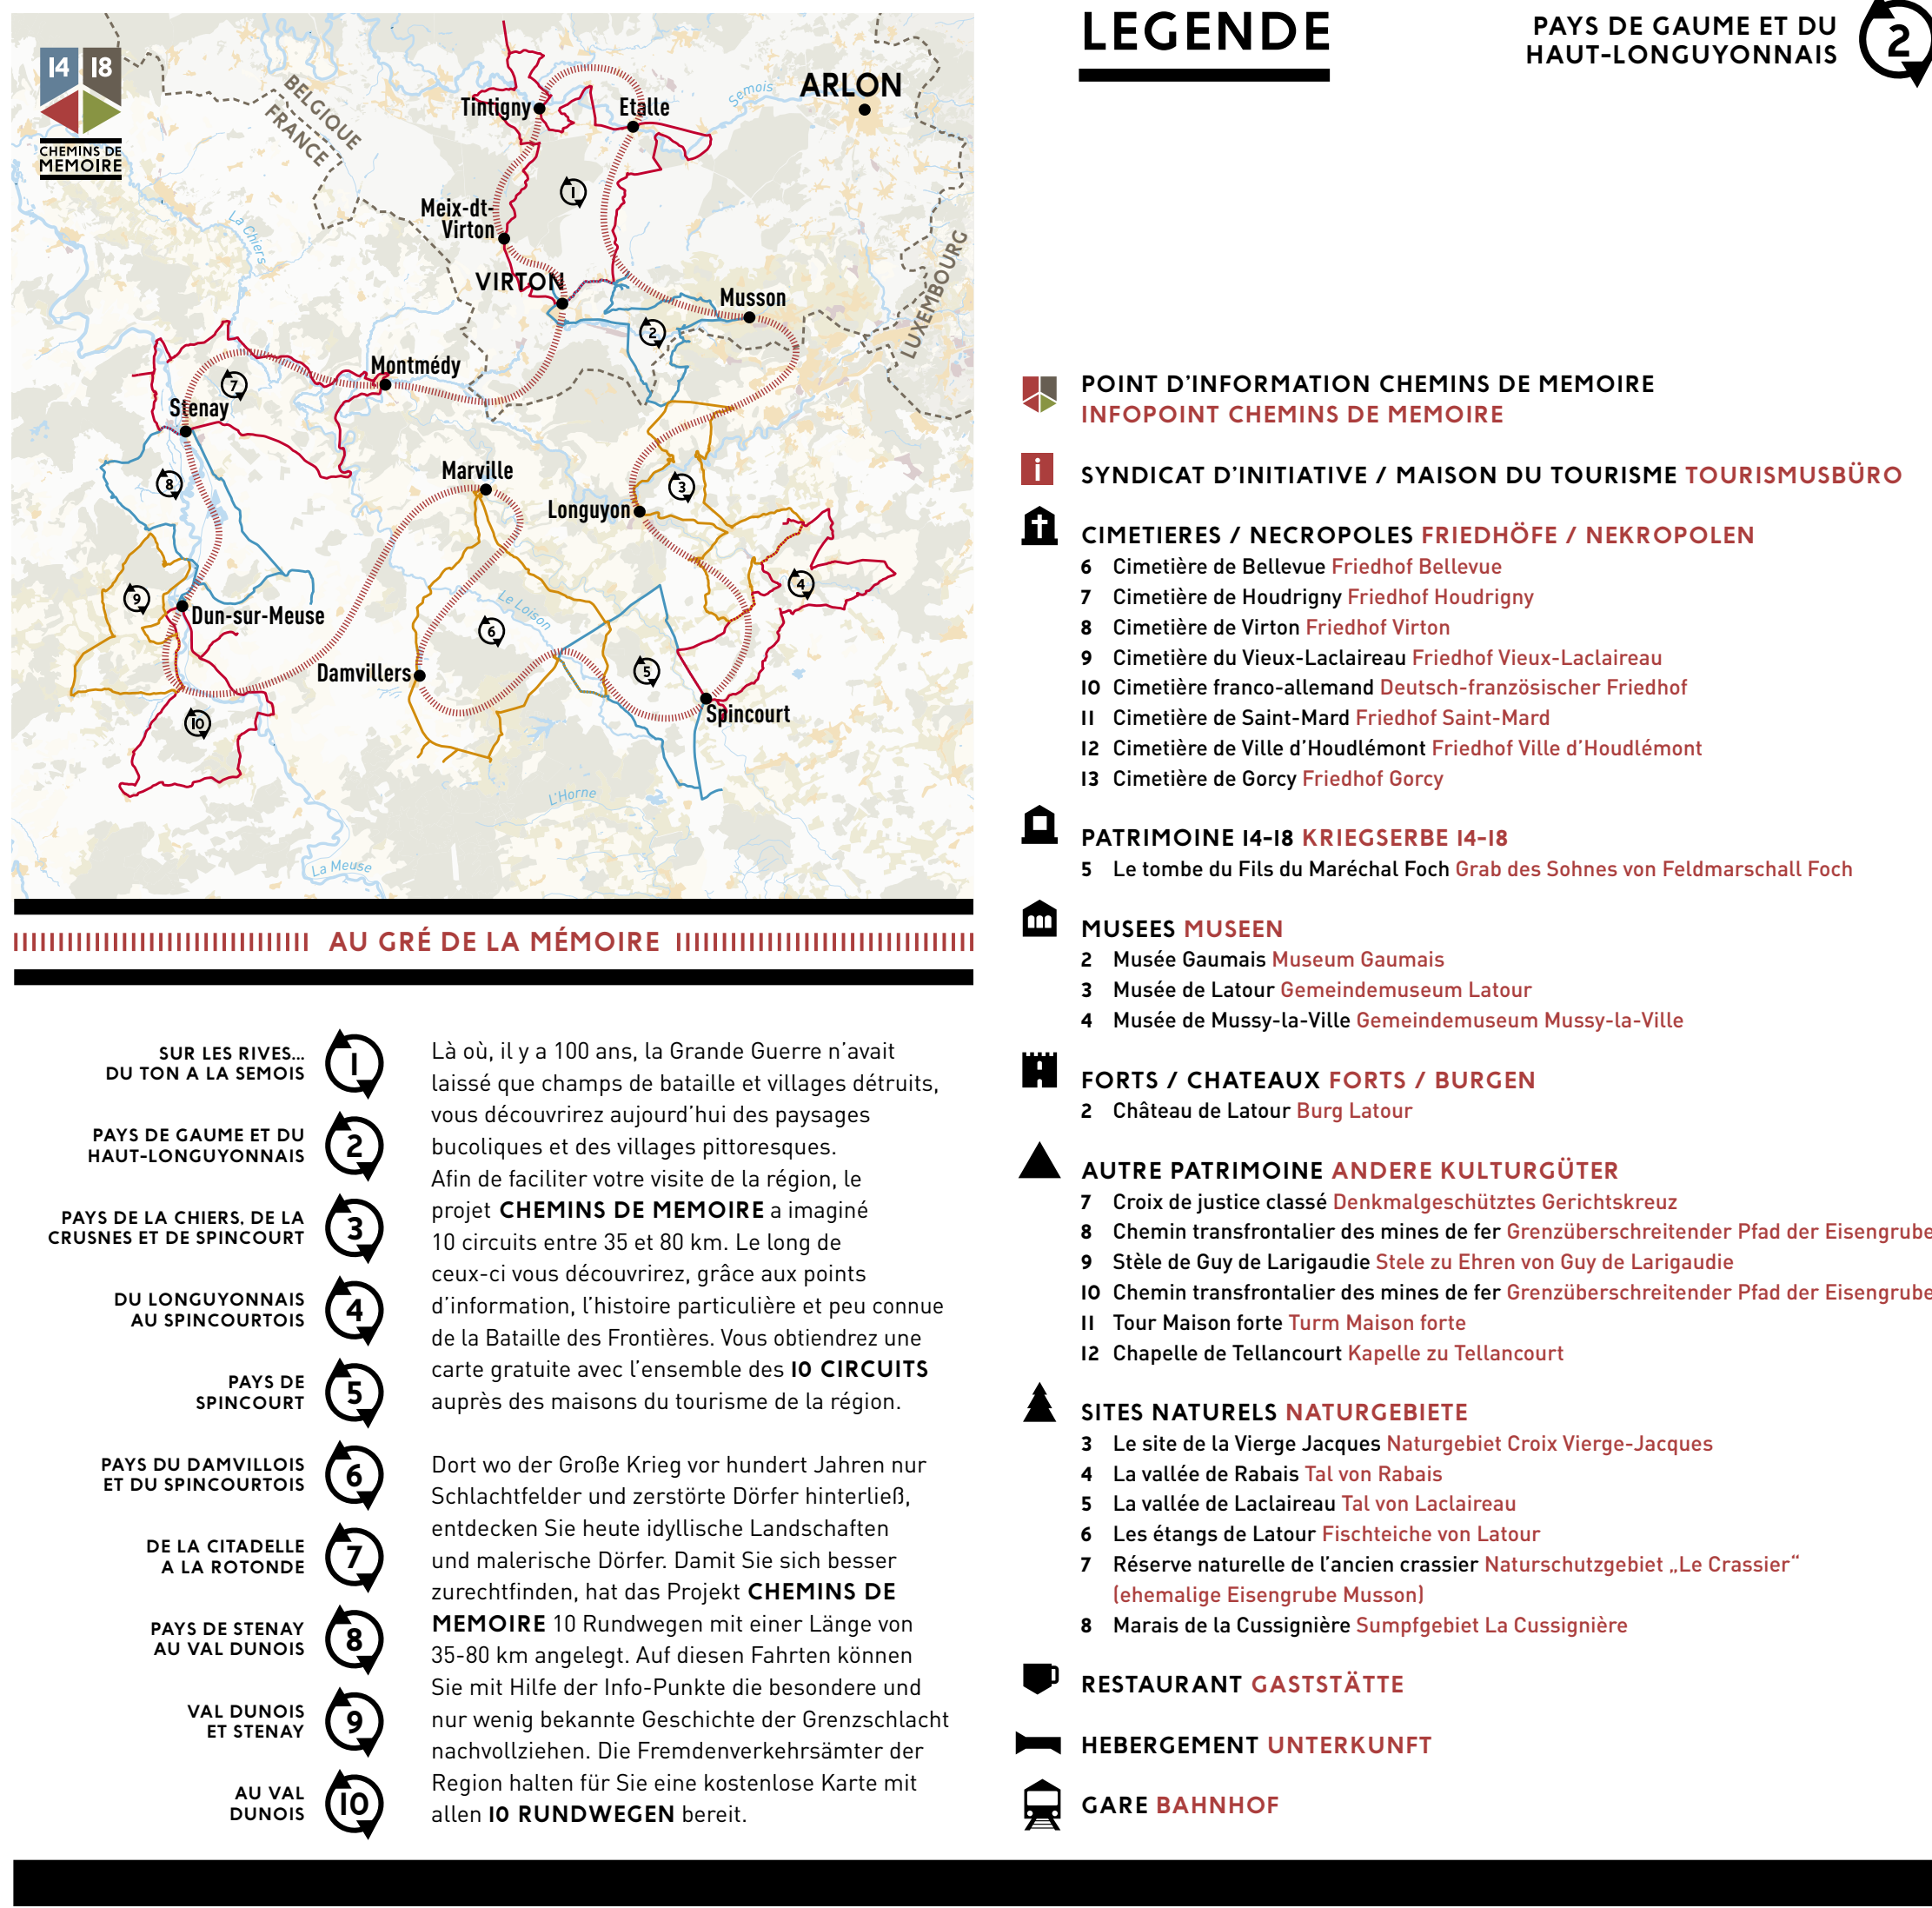 14 18
CHEMINS DE
MEMOIRE
BELGIQUE
FRANCE
LUXEMBOURG
ARLON
Tintigny
Etalle
Semois
1
Meix-dt-
Virton
La Chiers
VIRTON
Musson
2
Montmédy
7
Stenay
Marville
8
3
Longuyon
4
9
Dun-sur-Meuse
Le Loison
6
Damvillers
5
Spincourt
10
L'Horne
La Meuse
AU GRÉ DE LA MÉMOIRE
SUR LES RIVES...
DU TON A LA SEMOIS
1
PAYS DE GAUME ET DU
HAUT-LONGUYONNAIS
2
PAYS DE LA CHIERS, DE LA
CRUSNES ET DE SPINCOURT
3
DU LONGUYONNAIS
AU SPINCOURTOIS
4
PAYS DE
SPINCOURT
5
PAYS DU DAMVILLOIS
ET DU SPINCOURTOIS
6
DE LA CITADELLE
A LA ROTONDE
7
PAYS DE STENAY
AU VAL DUNOIS
8
VAL DUNOIS
ET STENAY
9
AU VAL
DUNOIS
10
Là où, il y a 100 ans, la Grande Guerre n'avait
laissé que champs de bataille et villages détruits,
vous découvrirez aujourd'hui des paysages
bucoliques et des villages pittoresques.
Afin de faciliter votre visite de la région, le
projet CHEMINS DE MEMOIRE a imaginé
10 circuits entre 35 et 80 km. Le long de
ceux-ci vous découvrirez, grâce aux points
d'information, l'histoire particulière et peu connue
de la Bataille des Frontières. Vous obtiendrez une
carte gratuite avec l'ensemble des 10 CIRCUITS
auprès des maisons du tourisme de la région.
Dort wo der Große Krieg vor hundert Jahren nur
Schlachtfelder und zerstörte Dörfer hinterließ,
entdecken Sie heute idyllische Landschaften
und malerische Dörfer. Damit Sie sich besser
zurechtfinden, hat das Projekt CHEMINS DE
MEMOIRE 10 Rundwegen mit einer Länge von
35-80 km angelegt. Auf diesen Fahrten können
Sie mit Hilfe der Info-Punkte die besondere und
nur wenig bekannte Geschichte der Grenzschlacht
nachvollziehen. Die Fremdenverkehrsämter der
Region halten für Sie eine kostenlose Karte mit
allen 10 RUNDWEGEN bereit.
LEGENDE
PAYS DE GAUME ET DU
HAUT-LONGUYONNAIS
2
POINT D'INFORMATION CHEMINS DE MEMOIRE
INFOPOINT CHEMINS DE MEMOIRE
i SYNDICAT D'INITIATIVE / MAISON DU TOURISME TOURISMUSBÜRO
CIMETIERES / NECROPOLES FRIEDHÖFE / NEKROPOLEN
6 Cimetière de Bellevue Friedhof Bellevue
7 Cimetière de Houdrigny Friedhof Houdrigny
8 Cimetière de Virton Friedhof Virton
9 Cimetière du Vieux-Laclaireau Friedhof Vieux-Laclaireau
10 Cimetière franco-allemand Deutsch-französischer Friedhof
11 Cimetière de Saint-Mard Friedhof Saint-Mard
12 Cimetière de Ville d'Houdlémont Friedhof Ville d'Houdlémont
13 Cimetière de Gorcy Friedhof Gorcy
PATRIMOINE 14-18 KRIEGSERBE 14-18
5 Le tombe du Fils du Maréchal Foch Grab des Sohnes von Feldmarschall Foch
MUSEES MUSEEN
2 Musée Gaumais Museum Gaumais
3 Musée de Latour Gemeindemuseum Latour
4 Musée de Mussy-la-Ville Gemeindemuseum Mussy-la-Ville
FORTS / CHATEAUX FORTS / BURGEN
2 Château de Latour Burg Latour
AUTRE PATRIMOINE ANDERE KULTURGÜTER
7 Croix de justice classé Denkmalgeschütztes Gerichtskreuz
8 Chemin transfrontalier des mines de fer Grenzüberschreitender Pfad der Eisengrube
9 Stèle de Guy de Larigaudie Stele zu Ehren von Guy de Larigaudie
10 Chemin transfrontalier des mines de fer Grenzüberschreitender Pfad der Eisengrube
11 Tour Maison forte Turm Maison forte
12 Chapelle de Tellancourt Kapelle zu Tellancourt
SITES NATURELS NATURGEBIETE
3 Le site de la Vierge Jacques Naturgebiet Croix Vierge-Jacques
4 La vallée de Rabais Tal von Rabais
5 La vallée de Laclaireau Tal von Laclaireau
6 Les étangs de Latour Fischteiche von Latour
7 Réserve naturelle de l'ancien crassier Naturschutzgebiet „Le Crassier“
(ehemalige Eisengrube Musson)
8 Marais de la Cussignière Sumpfgebiet La Cussignière
RESTAURANT GASTSTÄTTE
HEBERGEMENT UNTERKUNFT
GARE BAHNHOF